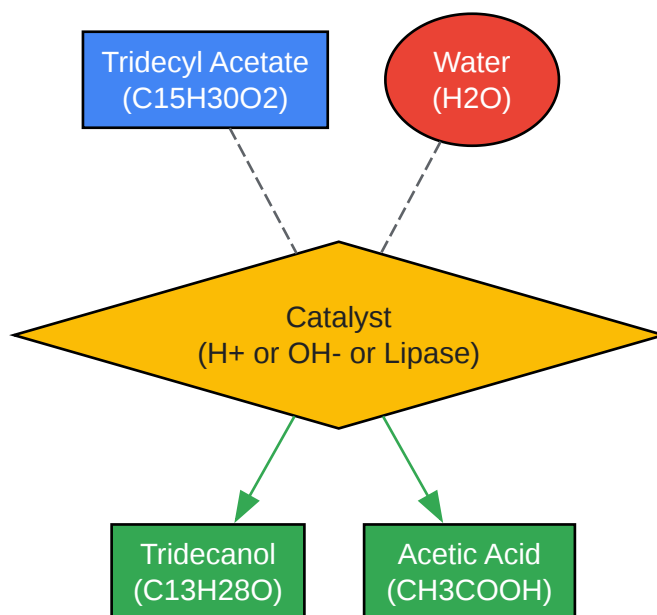 Tridecyl Acetate
(C15H30O2)
Water
(H2O)
Catalyst
(H+ or OH- or Lipase)
Tridecanol
(C13H28O)
Acetic Acid
(CH3COOH)